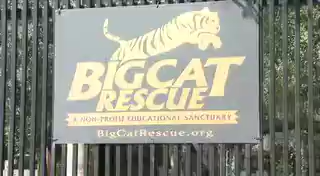 BIGCAT
RESCUE
A NON-PROFIT EDUCATIONAL SANCTUARY
BigCatRescue.org